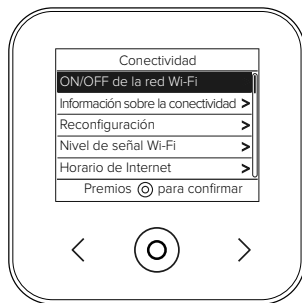 Conectividad
ON/OFF de la red Wi-Fi
Información sobre la conectividad >
Reconfiguración >
Nivel de señal Wi-Fi >
Horario de Internet >
Premios ◎ para confirmar